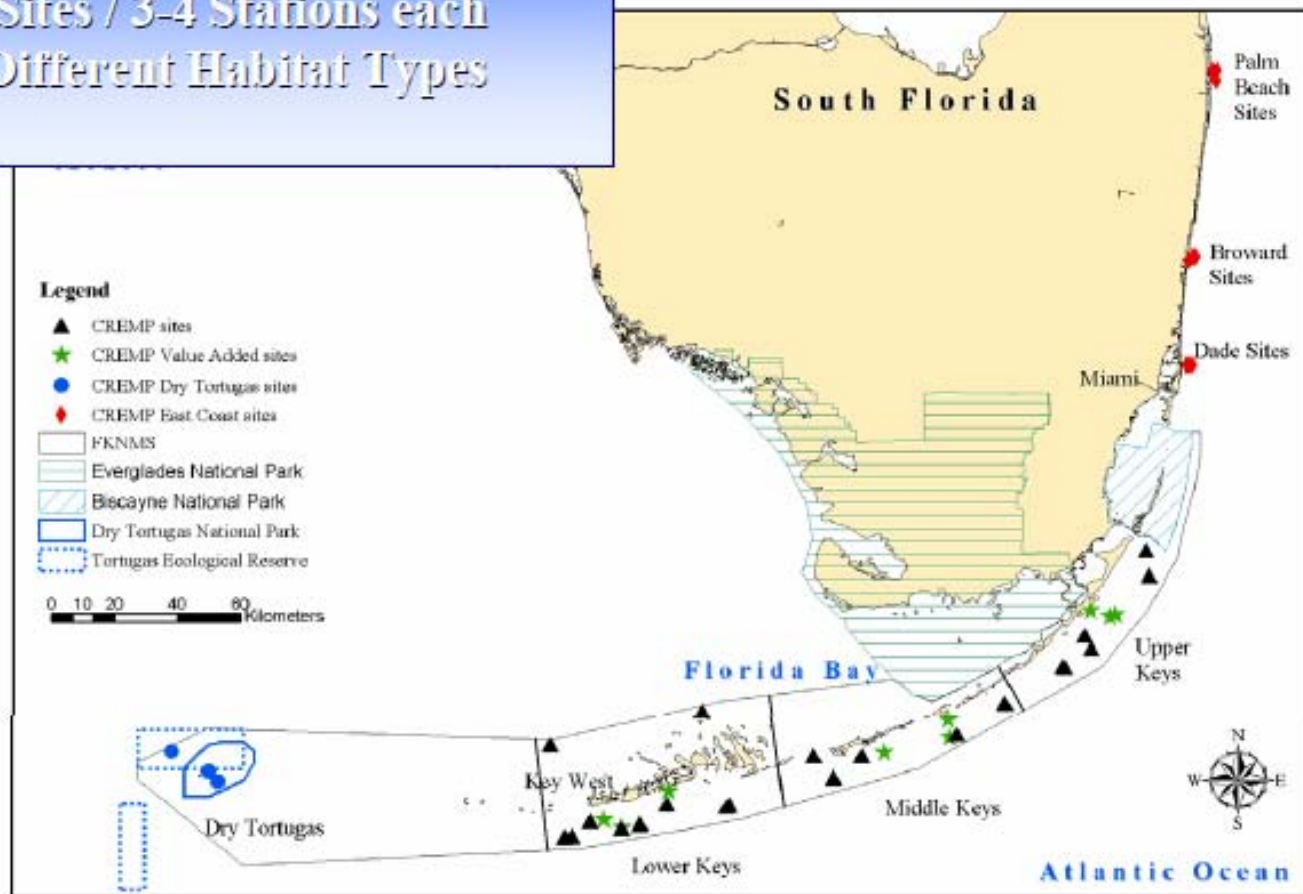 Sites / 3-4 Stations each
Different Habitat Types
South Florida
Palm
Beach
Sites
Broward
Sites
Dade Sites
Miami
Legend
CREMP sites
CREMP Value Added sites
CREMP Dry Tortugas sites
CREMP East Coast sites
FKNMS
Everglades National Park
Biscayne National Park
Dry Tortugas National Park
Tortugas Ecological Reserve
0 10 20 40 60
Kilometers
Upper
Keys
Florida Bay
Key West
Middle Keys
Dry Tortugas
Lower Keys
N
W E
S
Atlantic Ocean